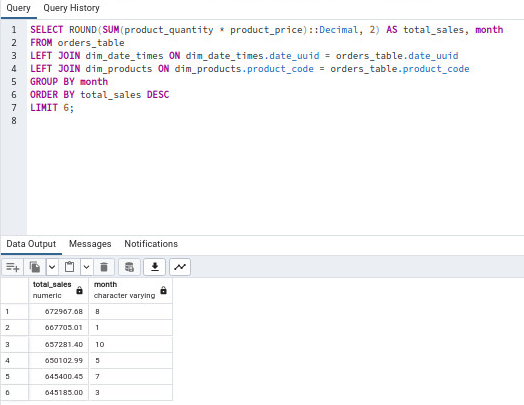 Query Query History
1 SELECT ROUND(SUM(product_quantity * product_price)::Decimal, 2) AS total_sales, month
2 FROM orders_table
3 LEFT JOIN dim_date_times ON dim_date_times.date_uuid = orders_table.date_uuid
4 LEFT JOIN dim_products ON dim_products.product_code = orders_table.product_code
5 GROUP BY month
6 ORDER BY total_sales DESC
7 LIMIT 6;
8
Data Output Messages Notifications
total_sales month
numeric character varying
1 672967.68 8
2 667705.01 1
3 657281.40 10
4 650102.99 5
5 645400.45 7
6 645185.00 3